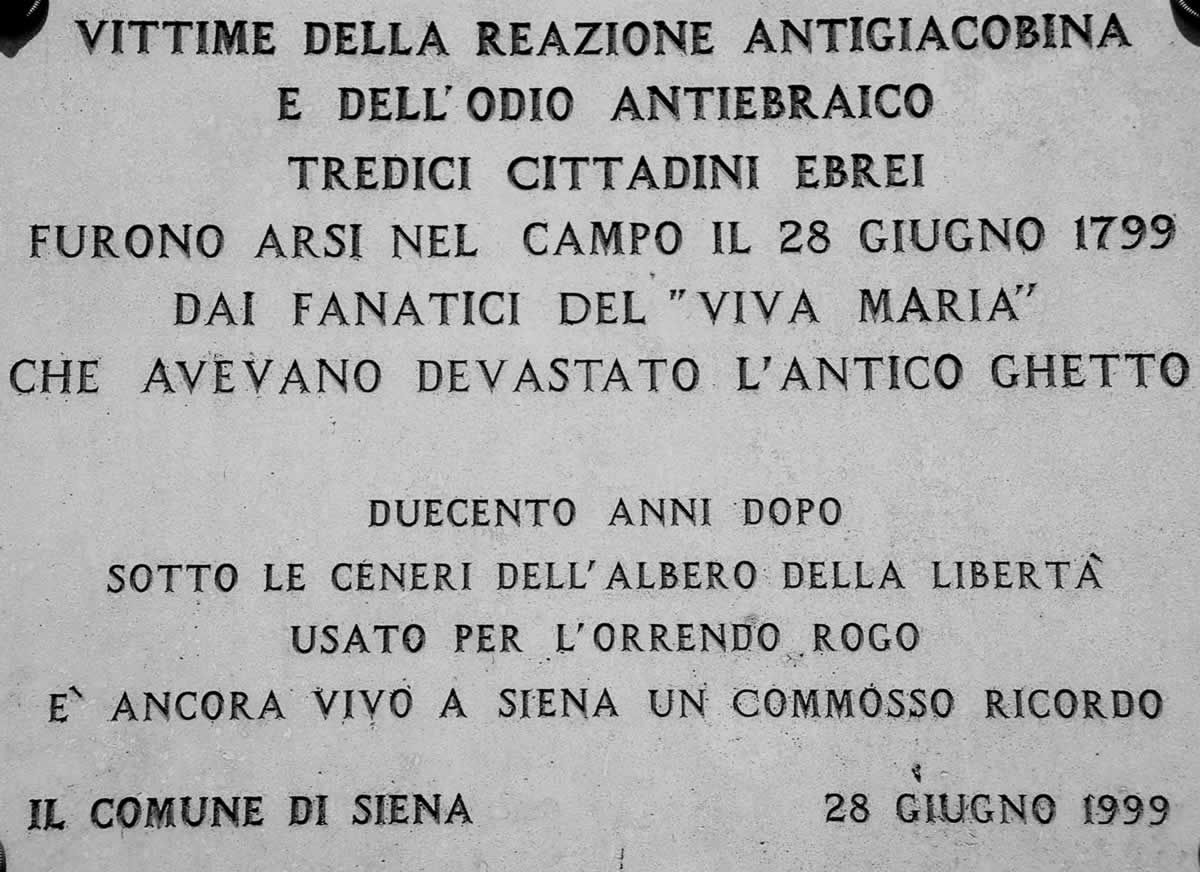 VITTIME DELLA REAZIONE ANTIGIACOBINA
E DELL'ODIO ANTIEBRAICO
TREDICI CITTADINI EBREI
FURONO ARSI NEL CAMPO IL 28 GIUGNO 1799
DAI FANATICI DEL "VIVA MARIA"
CHE AVEVANO DEVASTATO L'ANTICO GHETTO
DUECENTO ANNI DOPO
SOTTO LE CENERI DELL'ALBERO DELLA LIBERTÀ
USATO PER L'ORRENDO ROGO
E` ANCORA VIVO A SIENA UN COMMOSSO RICORDO
IL COMUNE DI SIENA 28 GIUGNO 1999